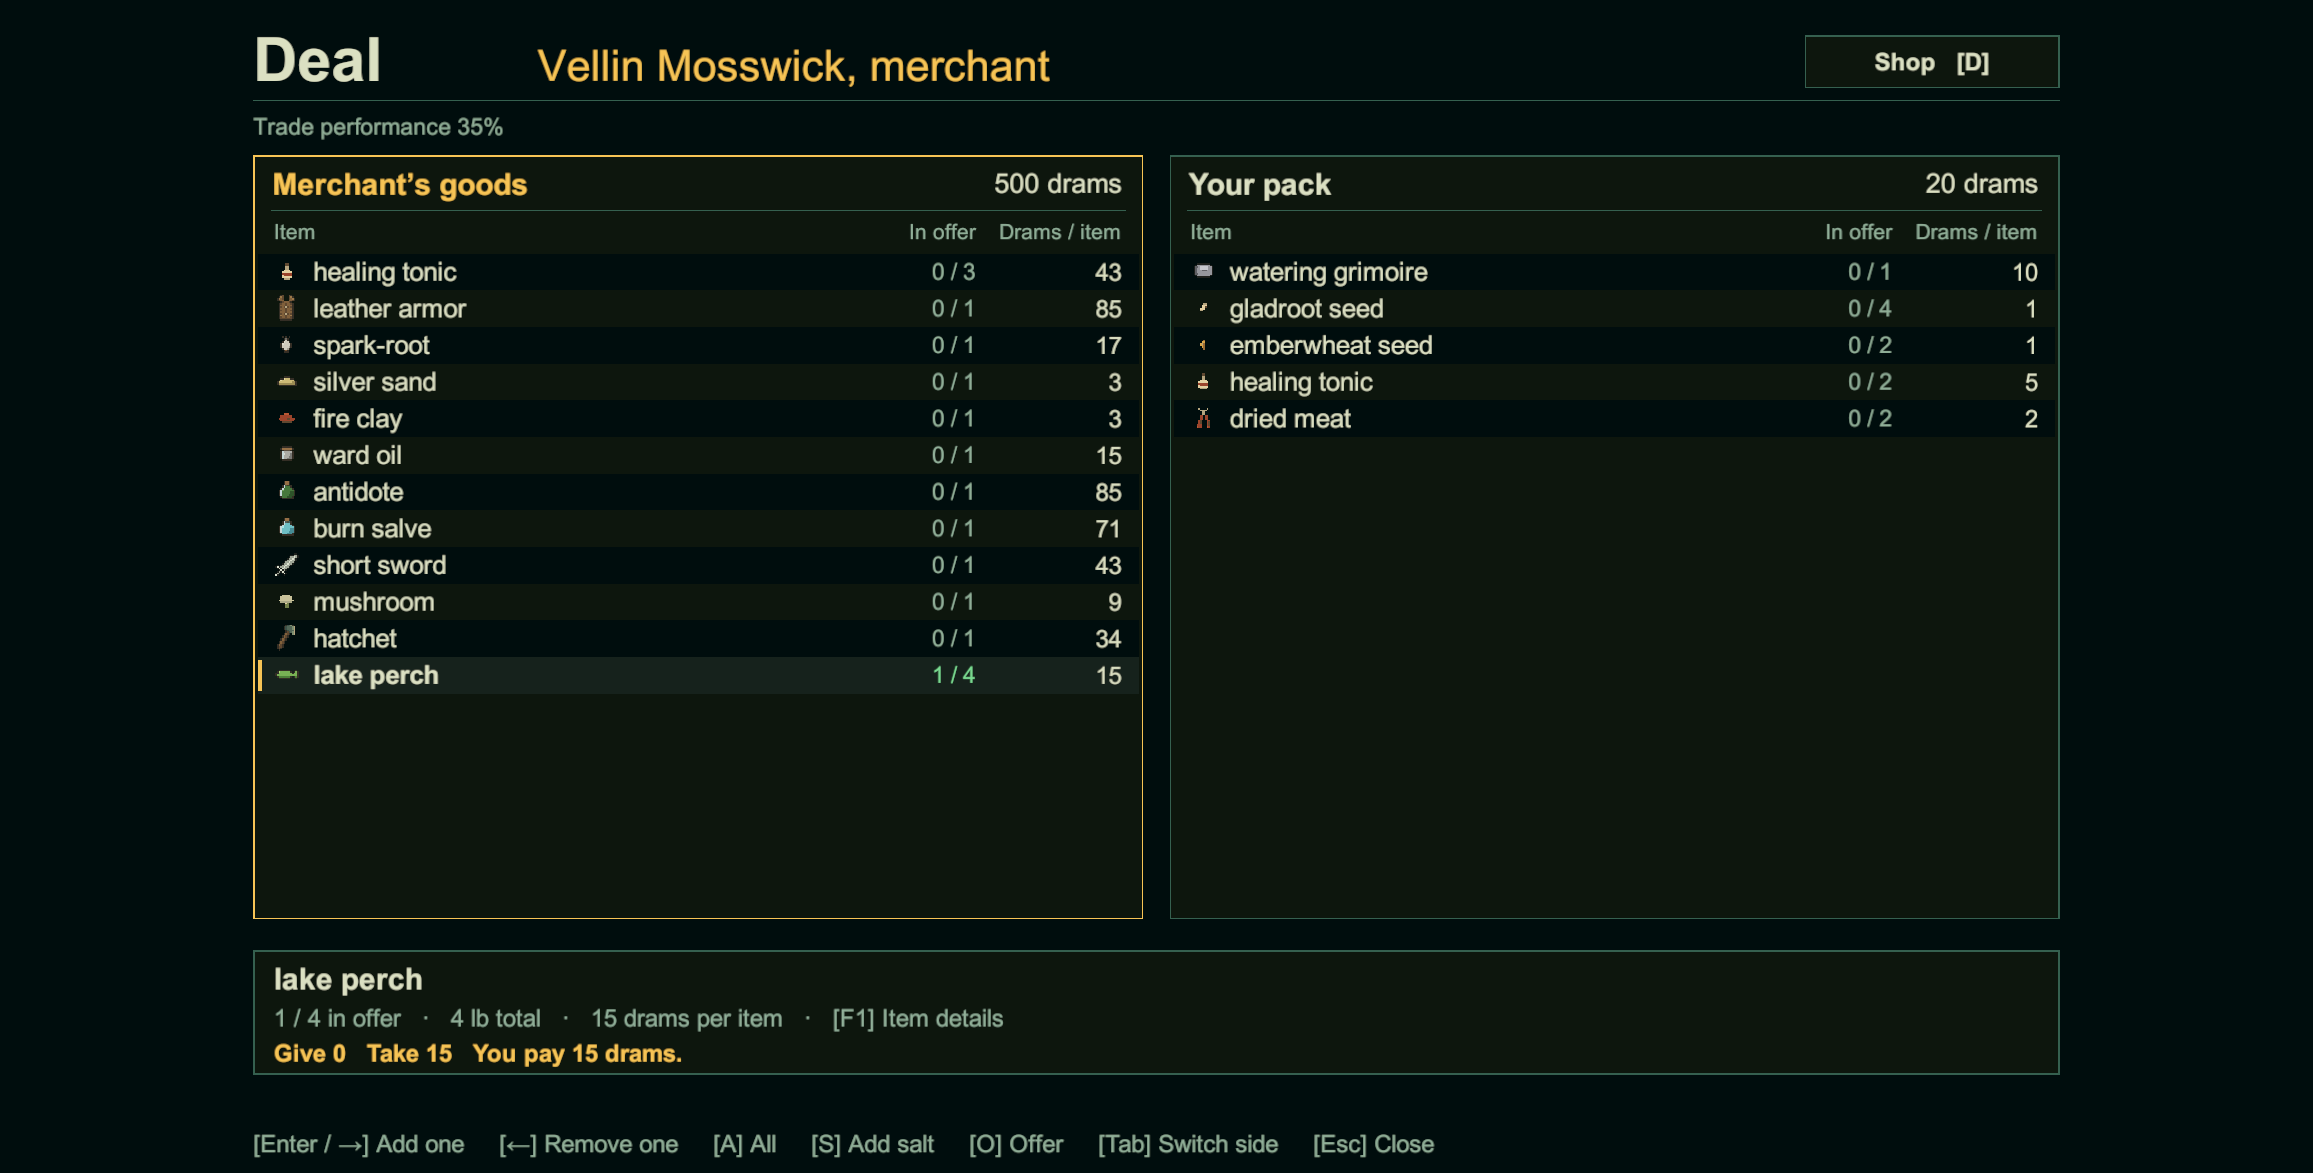 Deal Vellin Mosswick, merchant Shop [D]
Trade performance 35%
Merchant’s goods 500 drams
Item In offer Drams / item
healing tonic 0 / 3 43
leather armor 0 / 1 85
spark-root 0 / 1 17
silver sand 0 / 1 3
fire clay 0 / 1 3
ward oil 0 / 1 15
antidote 0 / 1 85
burn salve 0 / 1 71
short sword 0 / 1 43
mushroom 0 / 1 9
hatchet 0 / 1 34
lake perch 1 / 4 15
Your pack 20 drams
Item In offer Drams / item
watering grimoire 0 / 1 10
gladroot seed 0 / 4 1
emberwheat seed 0 / 2 1
healing tonic 0 / 2 5
dried meat 0 / 2 2
lake perch
1 / 4 in offer · 4 lb total · 15 drams per item · [F1] Item details
Give 0 Take 15 You pay 15 drams.
[Enter / →] Add one [←] Remove one [A] All [S] Add salt [O] Offer [Tab] Switch side [Esc] Close